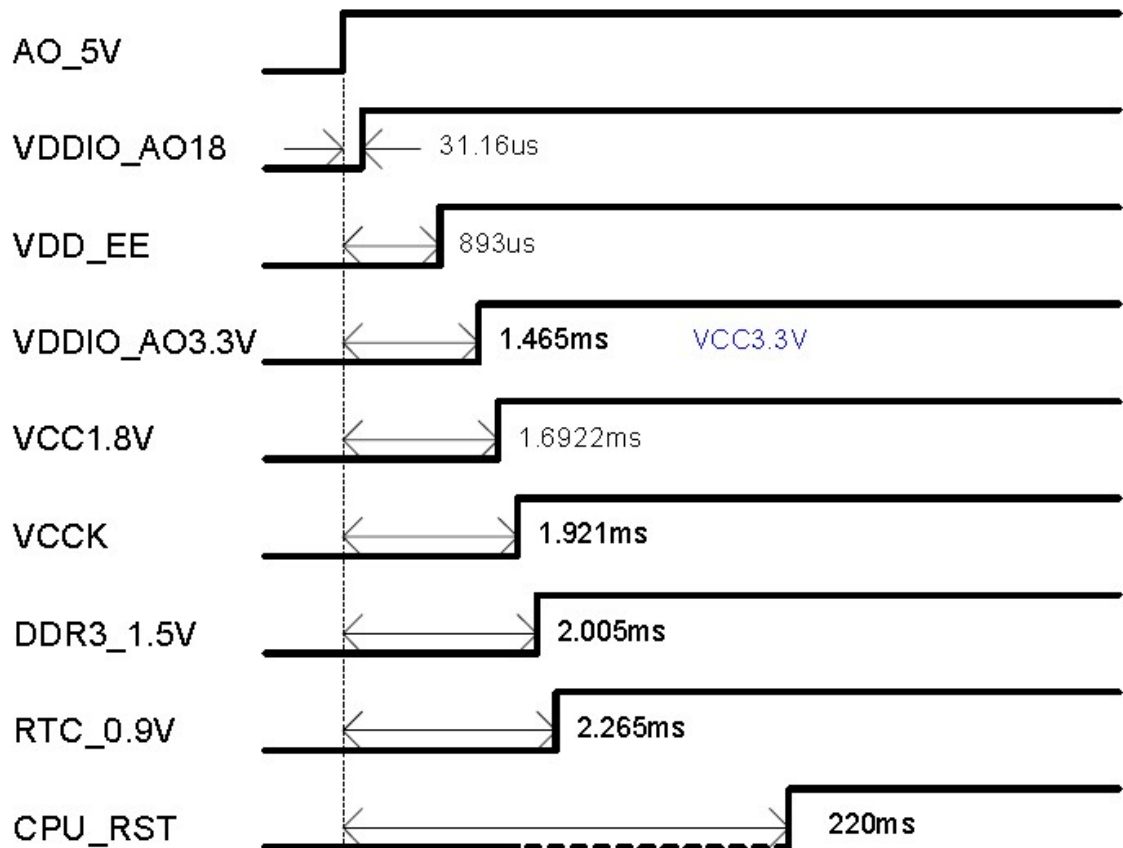 AO_5V
VDDIO_AO18 31.16us
VDD_EE 893us
VDDIO_AO3.3V 1.465ms VCC3.3V
VCC1.8V 1.6922ms
VCCK 1.921ms
DDR3_1.5V 2.005ms
RTC_0.9V 2.265ms
CPU_RST 220ms